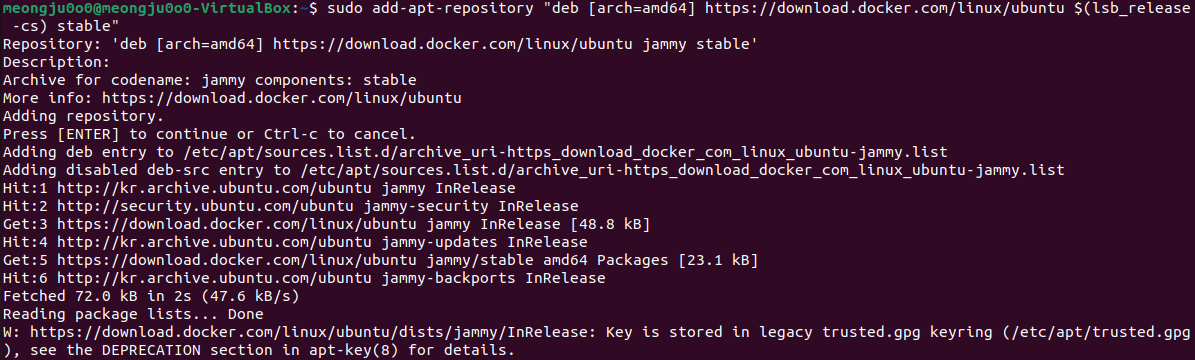 meongju0o0@meongju0o0-VirtualBox:~$ sudo add-apt-repository "deb [arch=amd64] https://download.docker.com/linux/ubuntu $(lsb_release
 -cs) stable"
Repository: 'deb [arch=amd64] https://download.docker.com/linux/ubuntu jammy stable'
Description:
Archive for codename: jammy components: stable
More info: https://download.docker.com/linux/ubuntu
Adding repository.
Press [ENTER] to continue or Ctrl-c to cancel.
Adding deb entry to /etc/apt/sources.list.d/archive_uri-https_download_docker_com_linux_ubuntu-jammy.list
Adding disabled deb-src entry to /etc/apt/sources.list.d/archive_uri-https_download_docker_com_linux_ubuntu-jammy.list
Hit:1 http://kr.archive.ubuntu.com/ubuntu jammy InRelease
Hit:2 http://security.ubuntu.com/ubuntu jammy-security InRelease
Get:3 https://download.docker.com/linux/ubuntu jammy InRelease [48.8 kB]
Hit:4 http://kr.archive.ubuntu.com/ubuntu jammy-updates InRelease
Get:5 https://download.docker.com/linux/ubuntu jammy/stable amd64 Packages [23.1 kB]
Hit:6 http://kr.archive.ubuntu.com/ubuntu jammy-backports InRelease
Fetched 72.0 kB in 2s (47.6 kB/s)
Reading package lists... Done
W: https://download.docker.com/linux/ubuntu/dists/jammy/InRelease: Key is stored in legacy trusted.gpg keyring (/etc/apt/trusted.gpg
), see the DEPRECATION section in apt-key(8) for details.